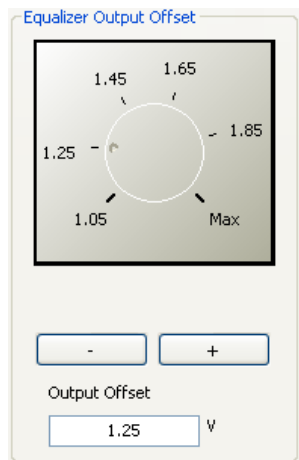 Equalizer Output Offset
1.45 1.65
1.25 1.85
1.05 Max
- +
Output Offset
1.25 V